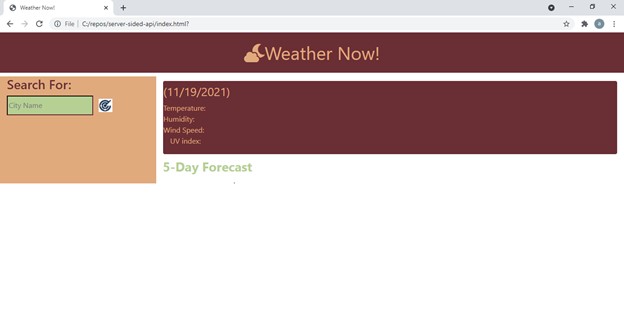 Weather Now!
File | C:/repos/server-sided-api/index.html?
a
Weather Now!
Search For:
City Name
(11/19/2021)
Temperature:
Humidity:
Wind Speed:
UV index:
5-Day Forecast